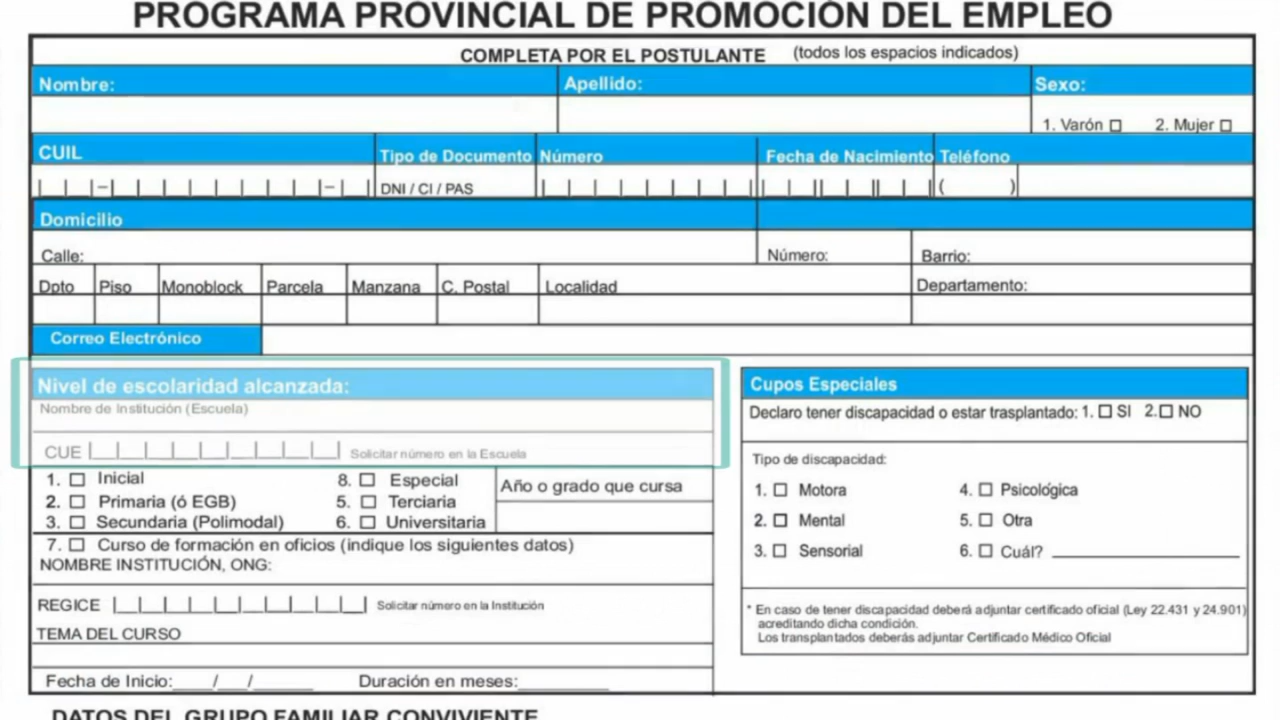 PROGRAMA PROVINCIAL DE PROMOCIÓN DEL EMPLEO
COMPLETA POR EL POSTULANTE (todos los espacios indicados)
Nombre: Apellido: Sexo:
1. Varón 2. Mujer
CUIL Tipo de Documento Número Fecha de Nacimiento Teléfono
DNI / CI / PAS ( )
Domicilio
Calle: Número: Barrio:
Dpto Piso Monoblock Parcela Manzana C. Postal Localidad Departamento:
Correo Electrónico
Nivel de escolaridad alcanzada:
Nombre de Institución (Escuela)
CUE Solicitar número en la Escuela
1. Inicial 8. Especial
2. Primaria (ó EGB) 5. Terciaria
3. Secundaria (Polimodal) 6. Universitaria
Año o grado que cursa
7. Curso de formación en oficios (indique los siguientes datos)
NOMBRE INSTITUCIÓN, ONG:
REGICE Solicitar número en la Institución
TEMA DEL CURSO
Fecha de Inicio:____/___/______ Duración en meses:_________
Cupos Especiales
Declaro tener discapacidad o estar trasplantado: 1. SI 2. NO
Tipo de discapacidad:
1. Motora 4. Psicológica
2. Mental 5. Otra
3. Sensorial 6. Cuál? ____________________
* En caso de tener discapacidad deberá adjuntar certificado oficial (Ley 22.431 y 24.901)
acreditando dicha condición.
Los transplantados deberás adjuntar Certificado Médico Oficial
DATOS DEL GRUPO FAMILIAR CONVIVIENTE